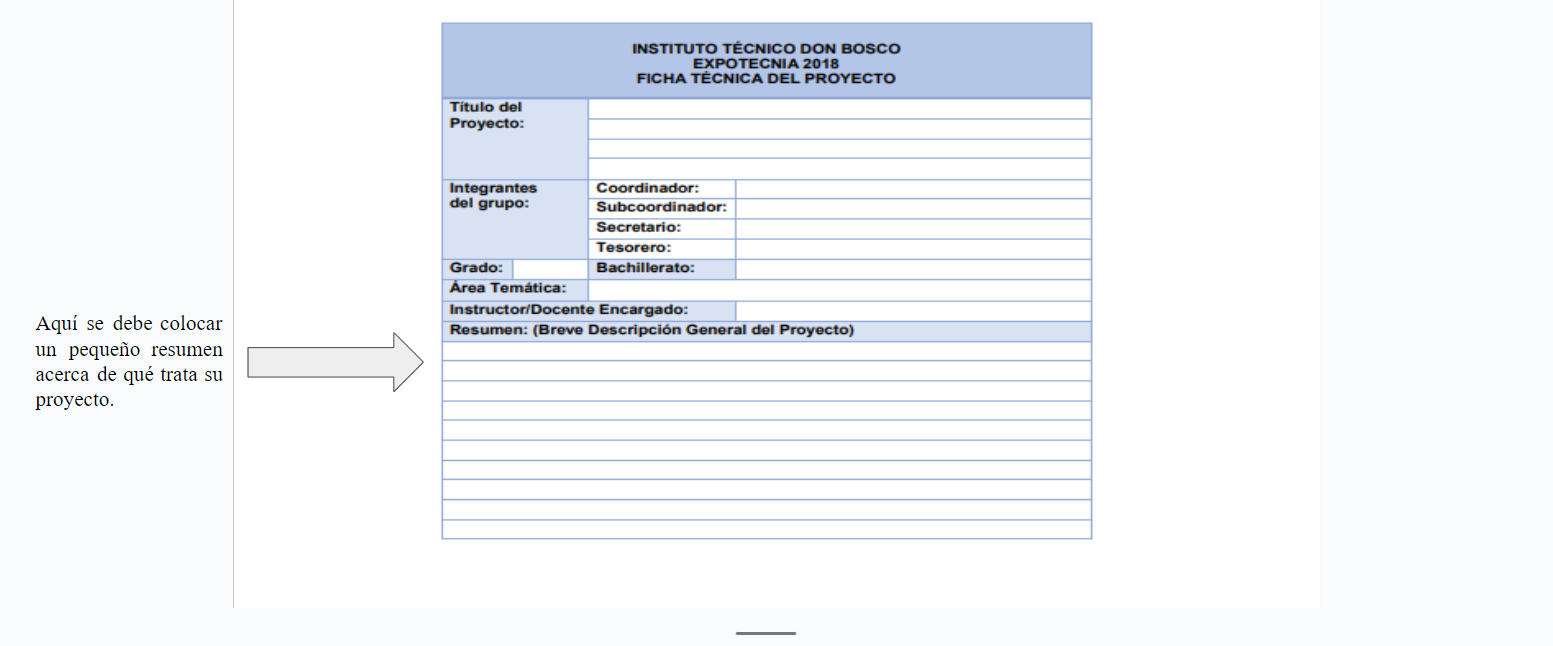 INSTITUTO TÉCNICO DON BOSCO
EXPOTECNIA 2018
FICHA TÉCNICA DEL PROYECTO
Título del
Proyecto:
Integrantes
del grupo:
Coordinador:
Subcoordinador:
Secretario:
Tesorero:
Grado:
Bachillerato:
Área Temática:
Instructor/Docente Encargado:
Resumen: (Breve Descripción General del Proyecto)
Aquí se debe colocar
un pequeño resumen
acerca de qué trata su
proyecto.